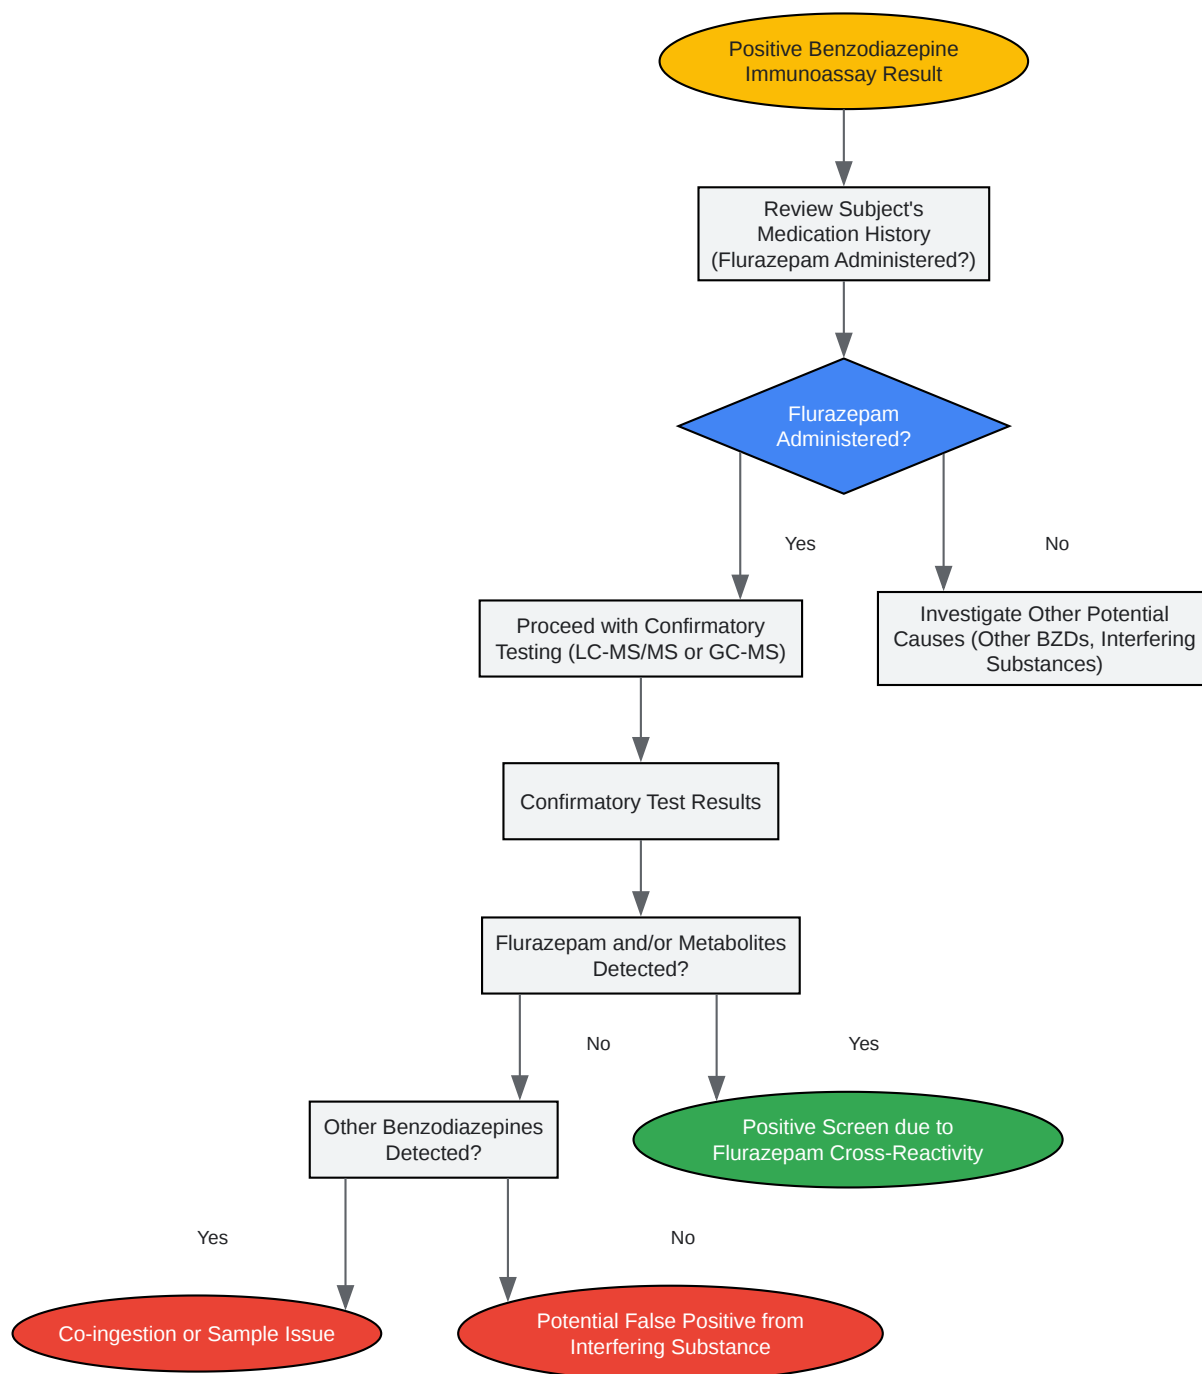 Positive Benzodiazepine
Immunoassay Result
Review Subject's
Medication History
(Flurazepam Administered?)
Flurazepam
Administered?
Yes
No
Proceed with Confirmatory
Testing (LC-MS/MS or GC-MS)
Investigate Other Potential
Causes (Other BZDs, Interfering
Substances)
Confirmatory Test Results
Flurazepam and/or Metabolites
Detected?
No
Yes
Other Benzodiazepines
Detected?
Positive Screen due to
Flurazepam Cross-Reactivity
Yes
No
Co-ingestion or Sample Issue
Potential False Positive from
Interfering Substance